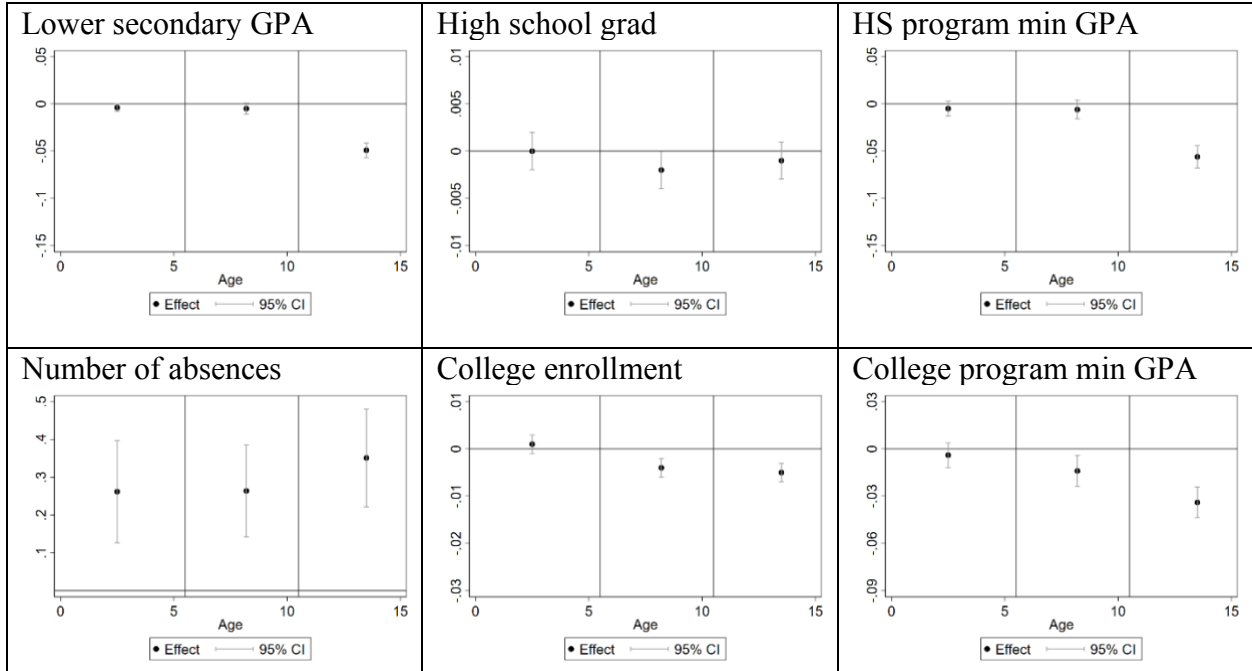 Lower secondary GPA
.05
0
-.05
-.1
-.15
0 5 10 15
Age
Effect 95% CI
High school grad
.01
.005
0
-.005
-.01
0 5 10 15
Age
Effect 95% CI
HS program min GPA
.05
0
-.05
-.1
-.15
0 5 10 15
Age
Effect 95% CI
Number of absences
.5
.4
.3
.2
.1
0 5 10 15
Age
Effect 95% CI
College enrollment
.01
0
-.01
-.02
-.03
0 5 10 15
Age
Effect 95% CI
College program min GPA
.03
0
-.03
-.06
-.09
0 5 10 15
Age
Effect 95% CI